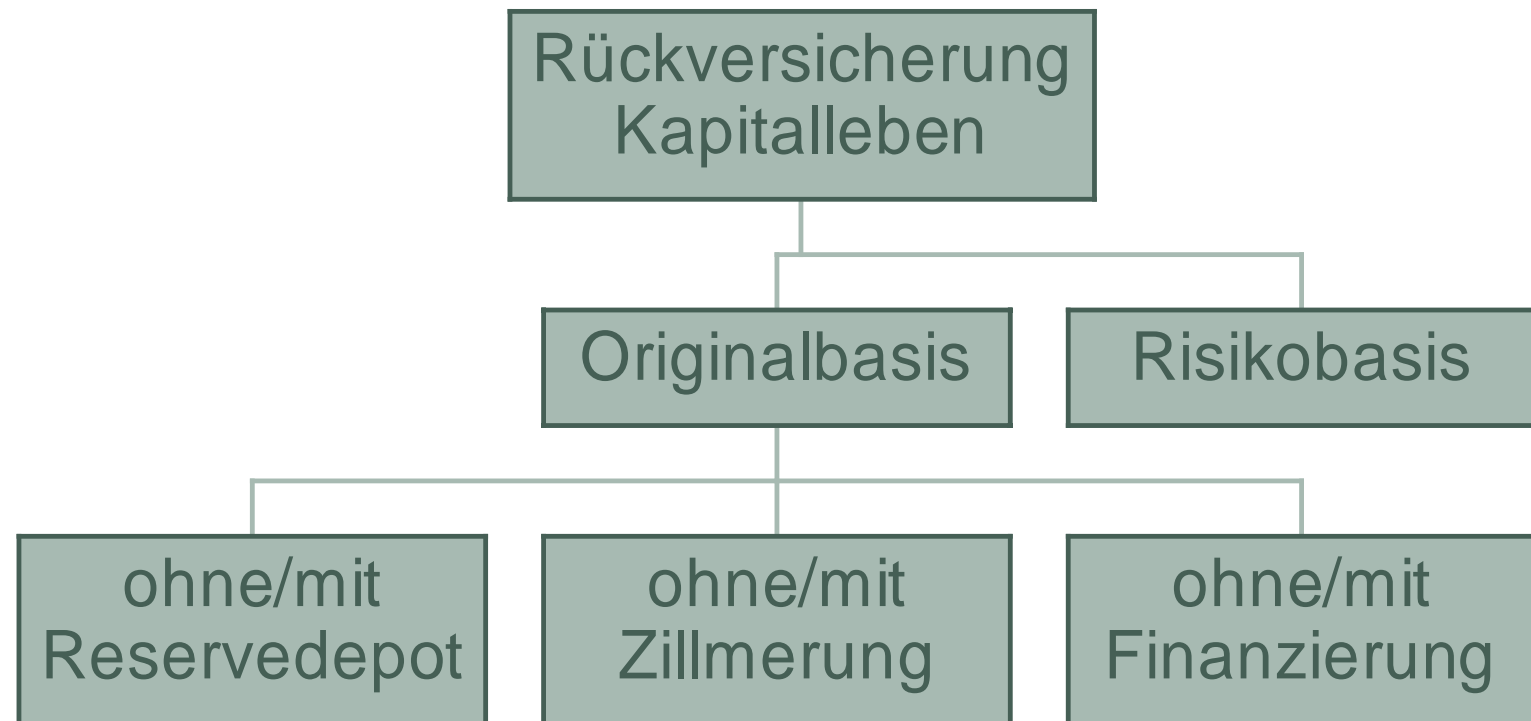 Rückversicherung
Kapitalleben
Originalbasis
Risikobasis
ohne/mit
Reservedepot
ohne/mit
Zillmerung
ohne/mit
Finanzierung